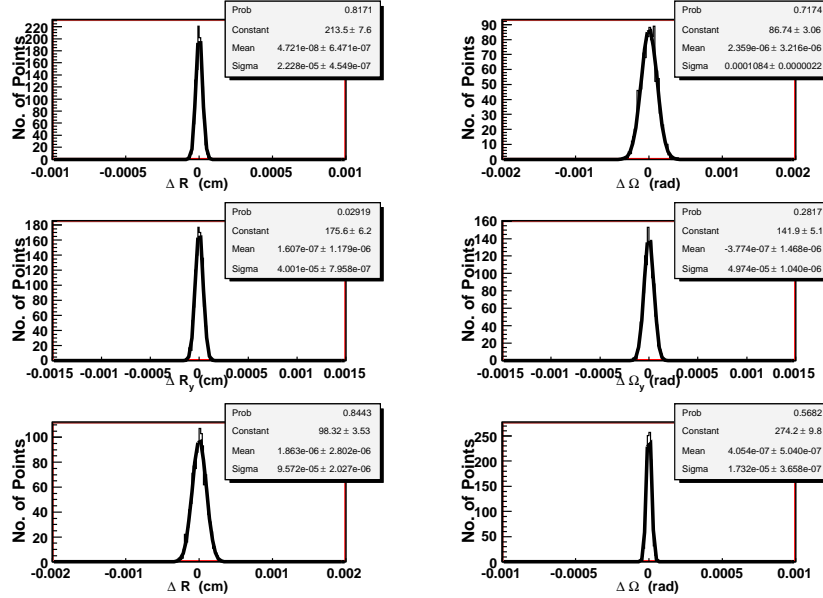 No. of Points
220
200
180
160
140
120
100
80
60
40
20
0
-0.001 -0.0005 0 0.0005 0.001
Δ R (cm)
Prob 0.8171
Constant 213.5 ± 7.6
Mean 4.721e-08 ± 6.471e-07
Sigma 2.228e-05 ± 4.549e-07
No. of Points
90
80
70
60
50
40
30
20
10
0
-0.002 -0.001 0 0.001 0.002
Δ Ω (rad)
Prob 0.7174
Constant 86.74 ± 3.06
Mean 2.359e-06 ± 3.216e-06
Sigma 0.0001084 ± 0.0000022
No. of Points
180
160
140
120
100
80
60
40
20
0
-0.0015 -0.001 -0.0005 0 0.0005 0.001 0.0015
Δ Ry (cm)
Prob 0.02919
Constant 175.6 ± 6.2
Mean 1.607e-07 ± 1.179e-06
Sigma 4.001e-05 ± 7.958e-07
No. of Points
160
140
120
100
80
60
40
20
0
-0.0015 -0.001 -0.0005 0 0.0005 0.001 0.0015
Δ Ωy (rad)
Prob 0.2817
Constant 141.9 ± 5.1
Mean -3.774e-07 ± 1.468e-06
Sigma 4.974e-05 ± 1.040e-06
No. of Points
100
80
60
40
20
0
-0.002 -0.001 0 0.001 0.002
Δ R (cm)
Prob 0.8443
Constant 98.32 ± 3.53
Mean 1.863e-06 ± 2.802e-06
Sigma 9.572e-05 ± 2.027e-06
No. of Points
250
200
150
100
50
0
-0.001 -0.0005 0 0.0005 0.001
Δ Ω (rad)
Prob 0.5682
Constant 274.2 ± 9.8
Mean 4.054e-07 ± 5.040e-07
Sigma 1.732e-05 ± 3.658e-07